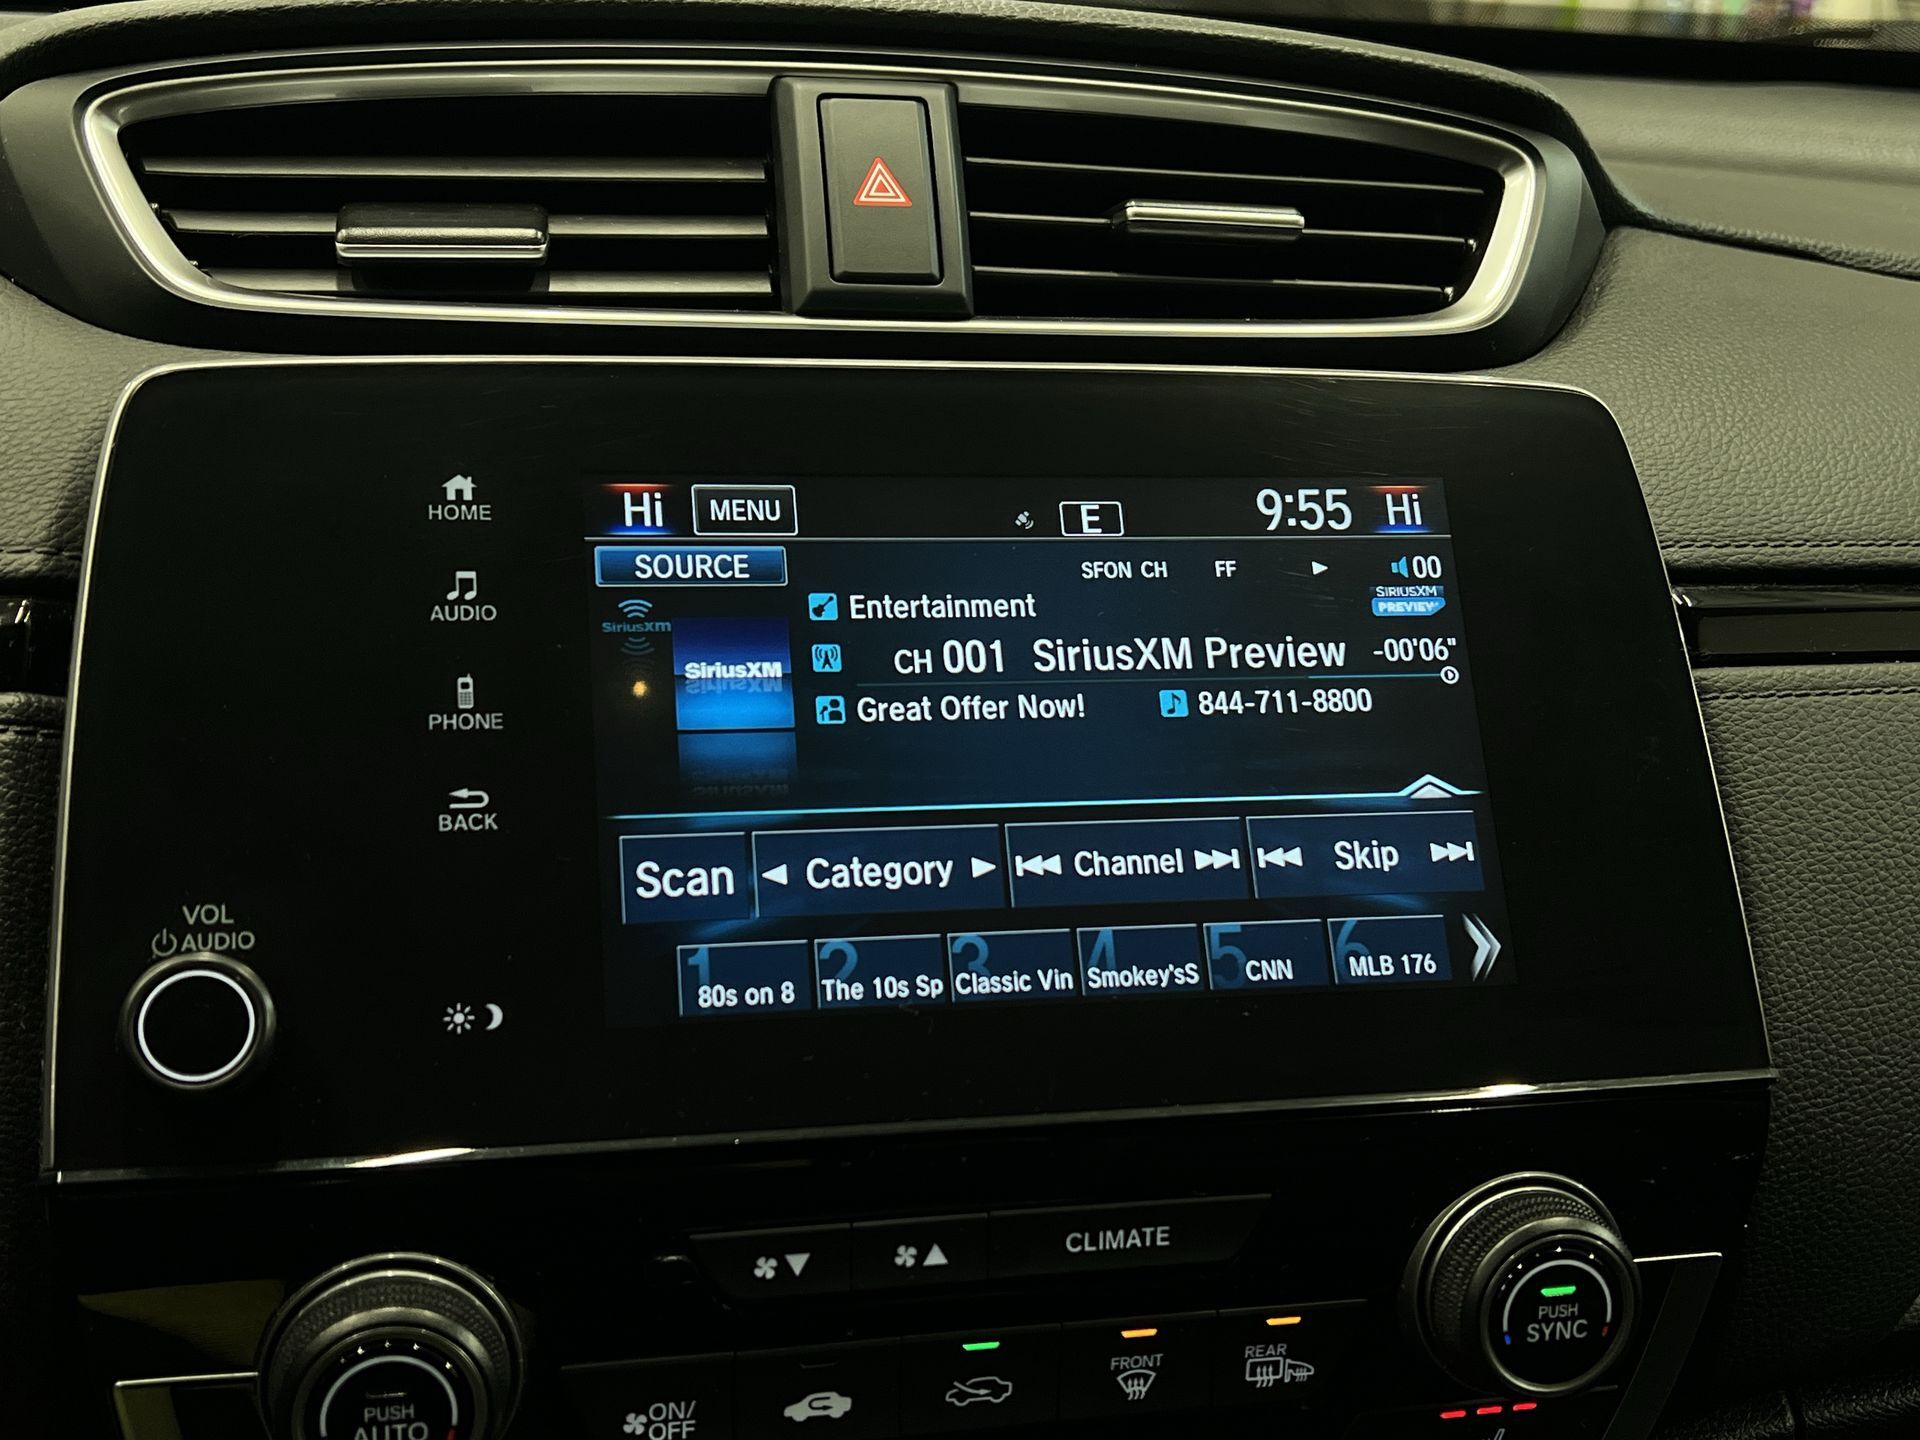 HOME
AUDIO
PHONE
BACK
VOL
AUDIO
Hi MENU E 9:55 Hi
SOURCE SFON CH FF 00
SIRIUSXM
PREVIEW
SiriusXm
SiriusXM
Entertainment
CH 001 SiriusXM Preview -00'06"
Great Offer Now! 844-711-8800
Scan Category Channel Skip
1 80s on 8
2 The 10s Sp
3 Classic Vin
4 Smokey'sS
5 CNN
6 MLB 176
CLIMATE
PUSH
AUTO
ON/
OFF
FRONT
REAR
PUSH
SYNC